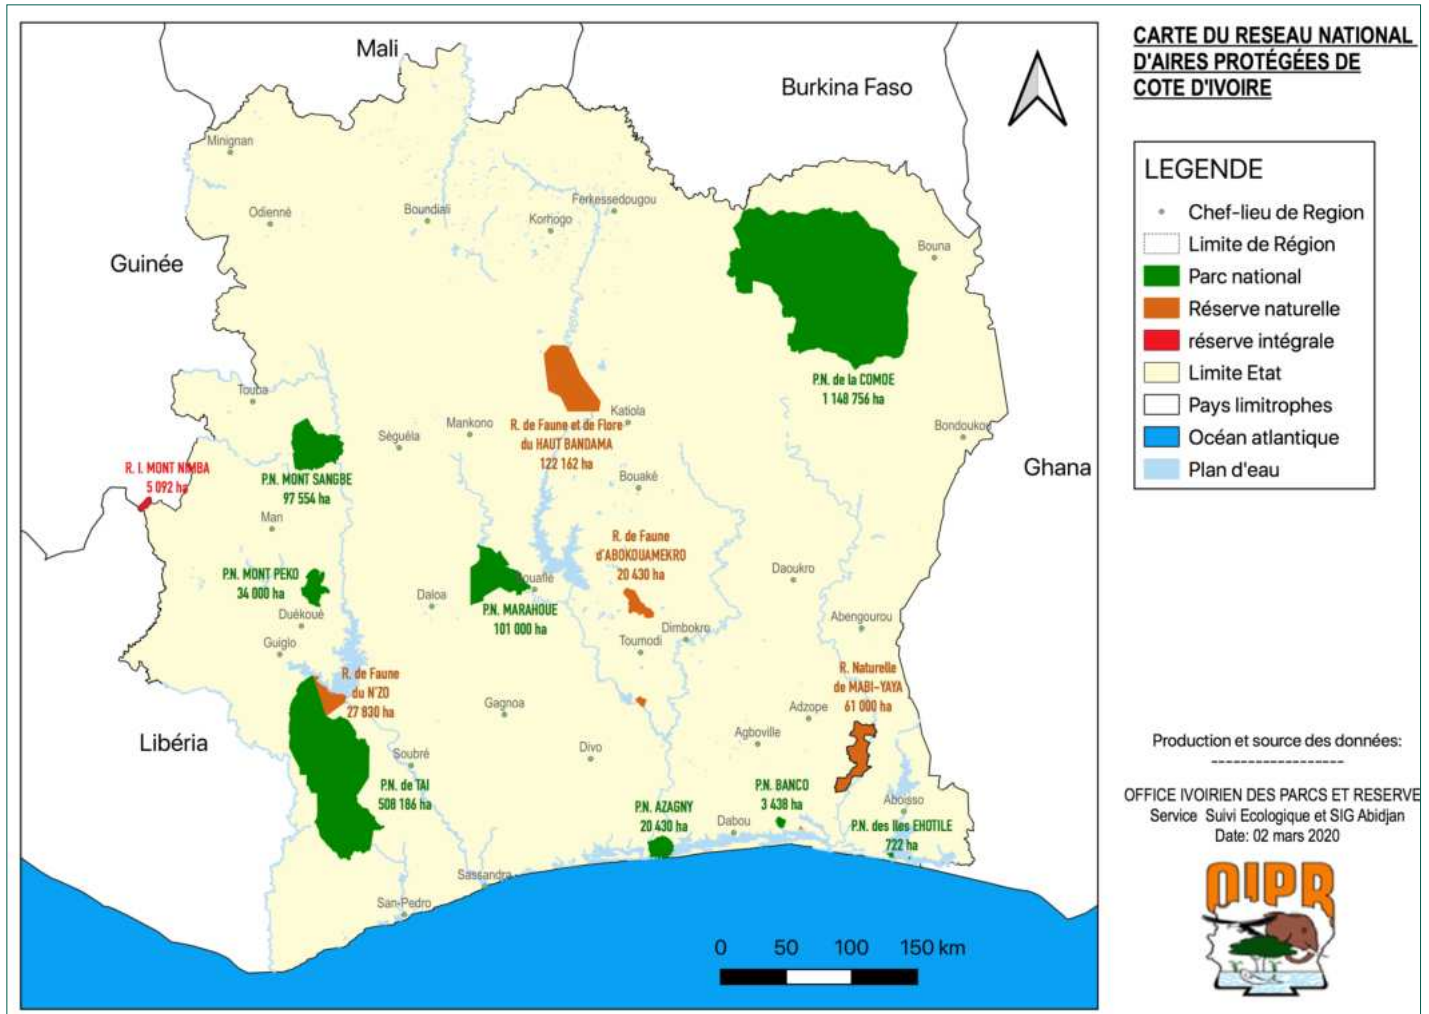 CARTE DU RESEAU NATIONAL
D'AIRES PROTÉGÉES DE
COTE D'IVOIRE
LEGENDE
Chef-lieu de Region
Limite de Région
Parc national
Réserve naturelle
réserve intégrale
Limite Etat
Pays limitrophes
Océan atlantique
Plan d'eau
Mali
Burkina Faso
Guinée
Ghana
Libéria
Minignan
Odienné
Boundiali
Korhogo
Ferkessedougou
Bouna
P.N. de la COMOE
1 148 756 ha
Touba
Séguéla
Mankono
Katiola
Bondoukou
R. de Faune et de Flore
du HAUT BANDAMA
122 162 ha
R. I. MONT NIMBA
5 092 ha
P.N. MONT SANGBE
97 554 ha
Bouaké
Man
R. de Faune
d'ABOKOUAMEKRO
20 430 ha
P.N. MONT PEKO
34 000 ha
Duékoué
Guiglo
Daloa
Bouaflé
P.N. MARAHOUE
101 000 ha
Daoukro
Abengourou
Dimbokro
Toumodi
R. de Faune
du N'ZO
27 830 ha
R. Naturelle
de MABI-YAYA
61 000 ha
Gagnoa
Adzope
Agboville
Divo
Soubré
P.N. de TAI
508 186 ha
P.N. AZAGNY
20 430 ha
P.N. BANCO
3 438 ha
Dabou
Aboisso
P.N. des Iles EHOTILE
722 ha
Sassandra
San-Pedro
0 50 100 150 km
Production et source des données:
------------------
OFFICE IVOIRIEN DES PARCS ET RESERVE
Service Suivi Ecologique et SIG Abidjan
Date: 02 mars 2020
OIPR